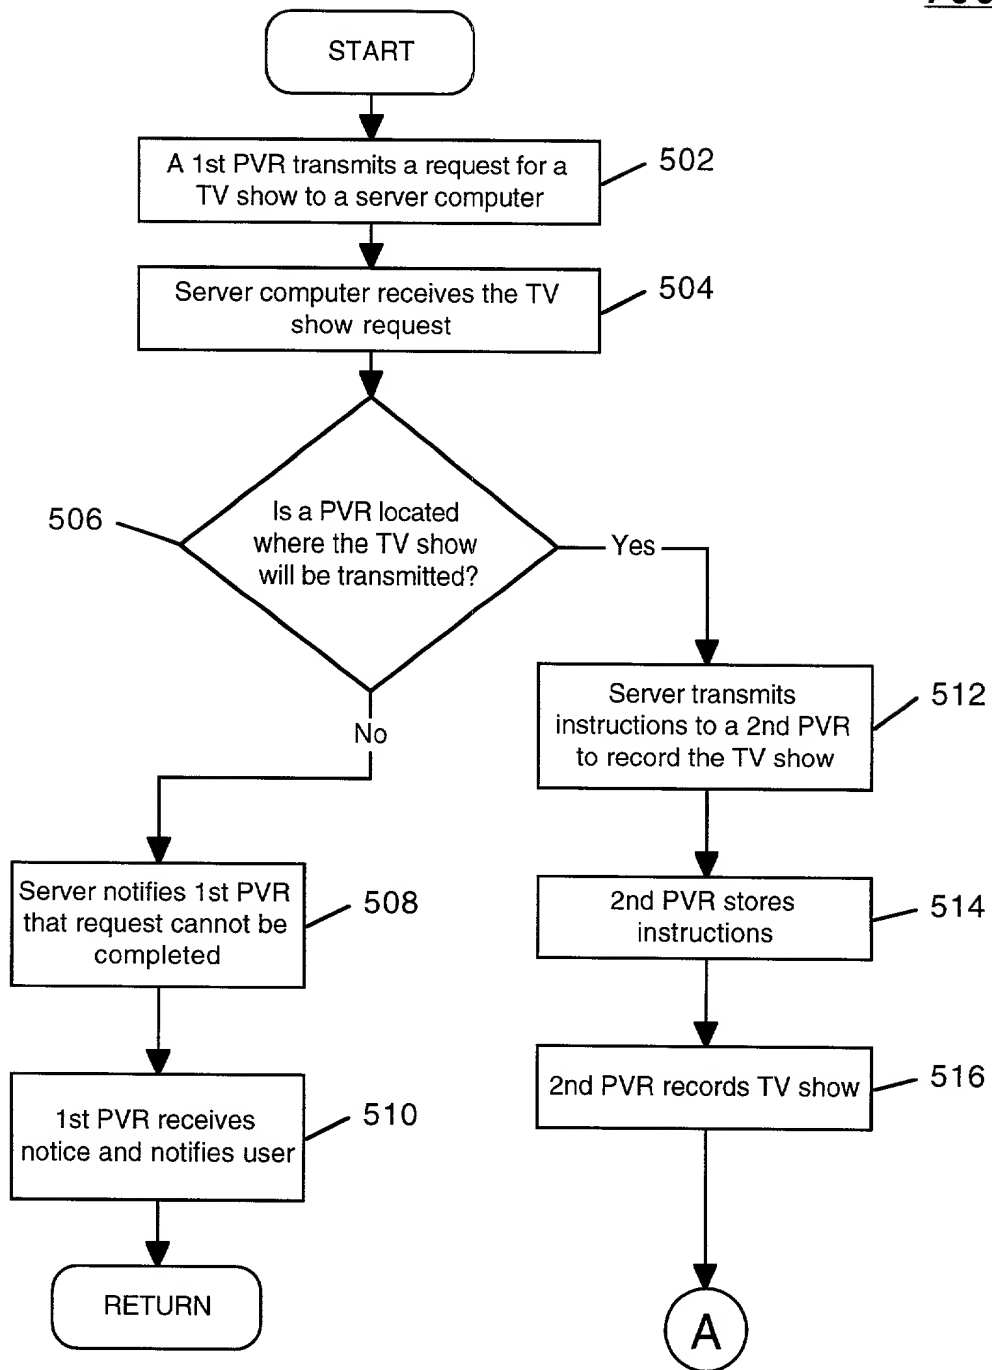 START
A 1st PVR transmits a request for a
TV show to a server computer
502
Server computer receives the TV
show request
504
Is a PVR located
where the TV show
will be transmitted?
506
Yes
No
Server transmits
instructions to a 2nd PVR
to record the TV show
512
Server notifies 1st PVR
that request cannot be
completed
508
2nd PVR stores
instructions
514
2nd PVR records TV show
516
1st PVR receives
notice and notifies user
510
RETURN
A